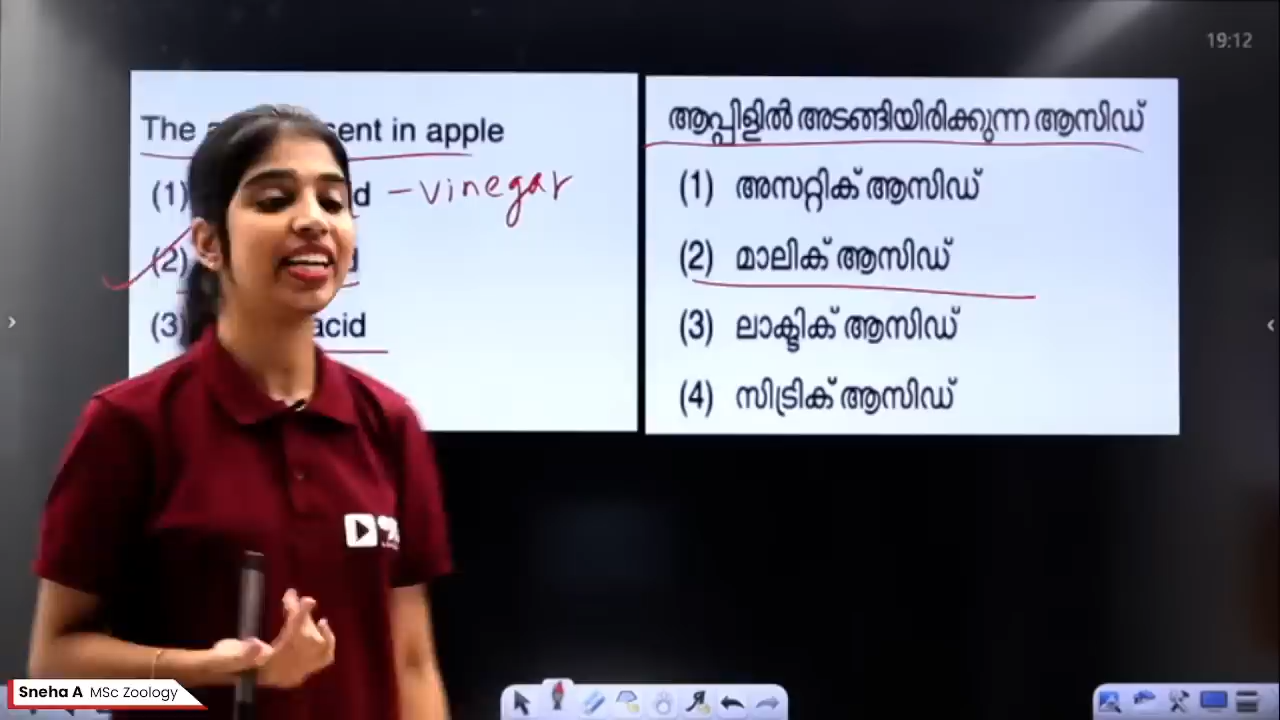 19:12
The sent in apple
(1) d – vinegar
(2) d
(3) acid
ആപ്പിളിൽ അടങ്ങിയിരിക്കുന്ന ആസിഡ്
(1) അസറ്റിക് ആസിഡ്
(2) മാലിക് ആസിഡ്
(3) ലാക്ടിക് ആസിഡ്
(4) സിട്രിക് ആസിഡ്
Sneha A MSc Zoology